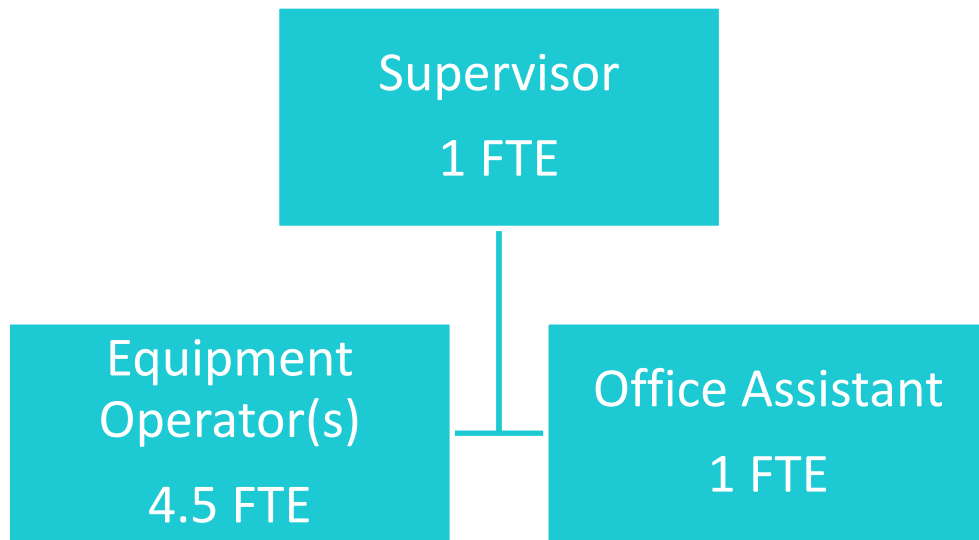 Supervisor
1 FTE
Equipment
Operator(s)
4.5 FTE
Office Assistant
1 FTE